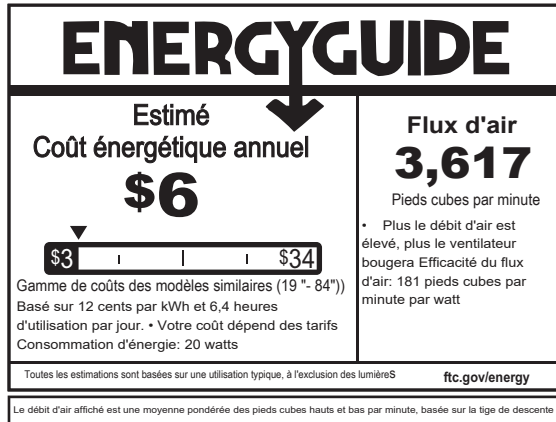 ENERGYGUIDE
Estimé
Coût énergétique annuel
$6
$3
$34
Gamme de coûts des modèles similaires (19 "- 84"))
Basé sur 12 cents par kWh et 6,4 heures
d'utilisation par jour. • Votre coût dépend des tarifs
Consommation d'énergie: 20 watts
Flux d'air
3,617
Pieds cubes par minute
• Plus le débit d'air est
élevé, plus le ventilateur
bougera Efficacité du flux
d'air: 181 pieds cubes par
minute par watt
Toutes les estimations sont basées sur une utilisation typique, à l'exclusion des lumièreS
ftc.gov/energy
Le débit d'air affiché est une moyenne pondérée des pieds cubes hauts et bas par minute, basée sur la tige de descente